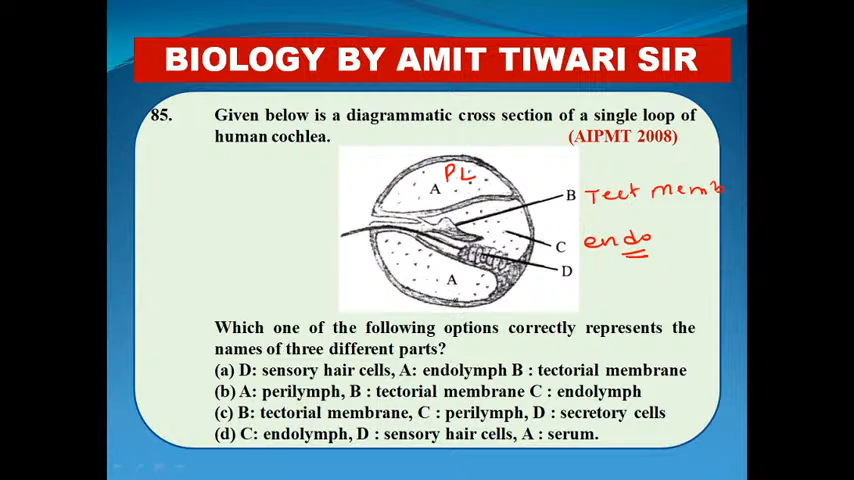 BIOLOGY BY AMIT TIWARI SIR
85. Given below is a diagrammatic cross section of a single loop of
human cochlea. (AIPMT 2008)
PL
A
B Tect memb
C endo
D
A
Which one of the following options correctly represents the
names of three different parts?
(a) D: sensory hair cells, A: endolymph B : tectorial membrane
(b) A: perilymph, B : tectorial membrane C : endolymph
(c) B: tectorial membrane, C : perilymph, D : secretory cells
(d) C: endolymph, D : sensory hair cells, A : serum.